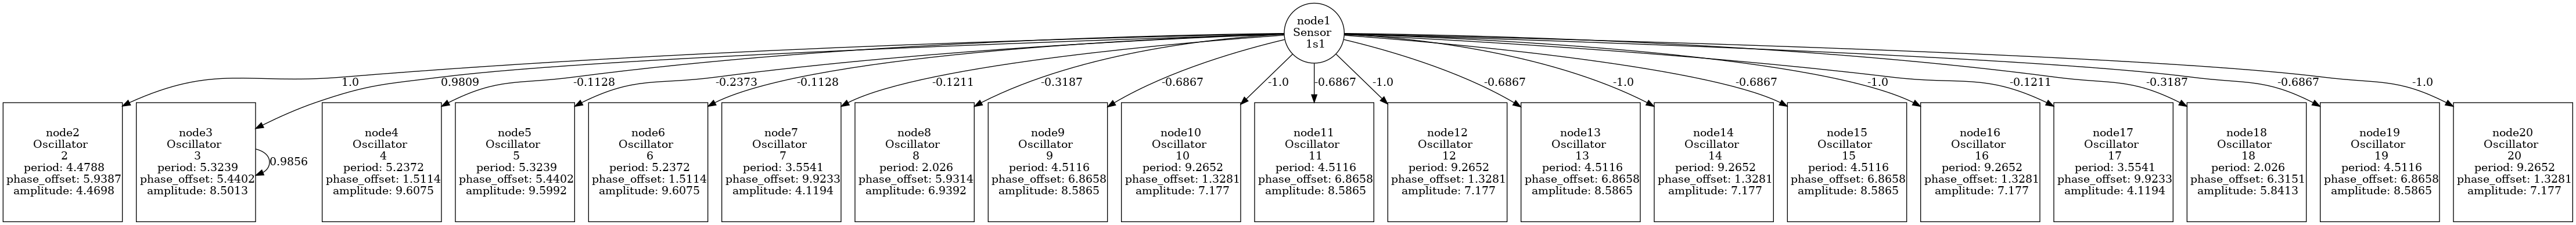 node1
Sensor
1s1
1.0
0.9809
-0.1128
-0.2373
-0.1128
-0.1211
-0.3187
-0.6867
-1.0
-0.6867
-1.0
-0.6867
-1.0
-0.6867
-1.0
-0.1211
-0.3187
-0.6867
-1.0
node2
Oscillator
2
period: 4.4788
phase_offset: 5.9387
amplitude: 4.4698
node3
Oscillator
3
period: 5.3239
phase_offset: 5.4402
amplitude: 8.5013
0.9856
node4
Oscillator
4
period: 5.2372
phase_offset: 1.5114
amplitude: 9.6075
node5
Oscillator
5
period: 5.3239
phase_offset: 5.4402
amplitude: 9.5992
node6
Oscillator
6
period: 5.2372
phase_offset: 1.5114
amplitude: 9.6075
node7
Oscillator
7
period: 3.5541
phase_offset: 9.9233
amplitude: 4.1194
node8
Oscillator
8
period: 2.026
phase_offset: 5.9314
amplitude: 6.9392
node9
Oscillator
9
period: 4.5116
phase_offset: 6.8658
amplitude: 8.5865
node10
Oscillator
10
period: 9.2652
phase_offset: 1.3281
amplitude: 7.177
node11
Oscillator
11
period: 4.5116
phase_offset: 6.8658
amplitude: 8.5865
node12
Oscillator
12
period: 9.2652
phase_offset: 1.3281
amplitude: 7.177
node13
Oscillator
13
period: 4.5116
phase_offset: 6.8658
amplitude: 8.5865
node14
Oscillator
14
period: 9.2652
phase_offset: 1.3281
amplitude: 7.177
node15
Oscillator
15
period: 4.5116
phase_offset: 6.8658
amplitude: 8.5865
node16
Oscillator
16
period: 9.2652
phase_offset: 1.3281
amplitude: 7.177
node17
Oscillator
17
period: 3.5541
phase_offset: 9.9233
amplitude: 4.1194
node18
Oscillator
18
period: 2.026
phase_offset: 6.3151
amplitude: 5.8413
node19
Oscillator
19
period: 4.5116
phase_offset: 6.8658
amplitude: 8.5865
node20
Oscillator
20
period: 9.2652
phase_offset: 1.3281
amplitude: 7.177